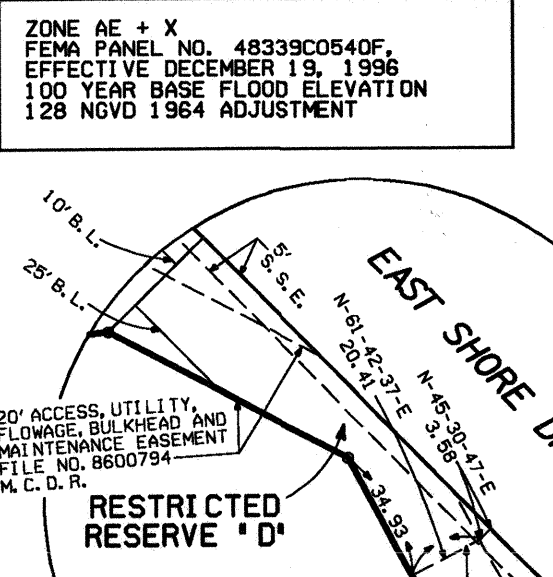 ZONE AE + X
FEMA PANEL NO. 48339C0540F,
EFFECTIVE DECEMBER 19, 1996
100 YEAR BASE FLOOD ELEVATION
128 NGVD 1964 ADJUSTMENT
10' B. L.
25' B. L.
5'
S. S. E.
EAST SHORE
N-61-42-37-E
20.41
N-45-30-47-E
3.58
20' ACCESS, UTILITY,
FLOWAGE, BULKHEAD AND
MAINTENANCE EASEMENT
FILE NO. 8600794
M. C. D. R.
34.93
RESTRICTED
RESERVE "D"